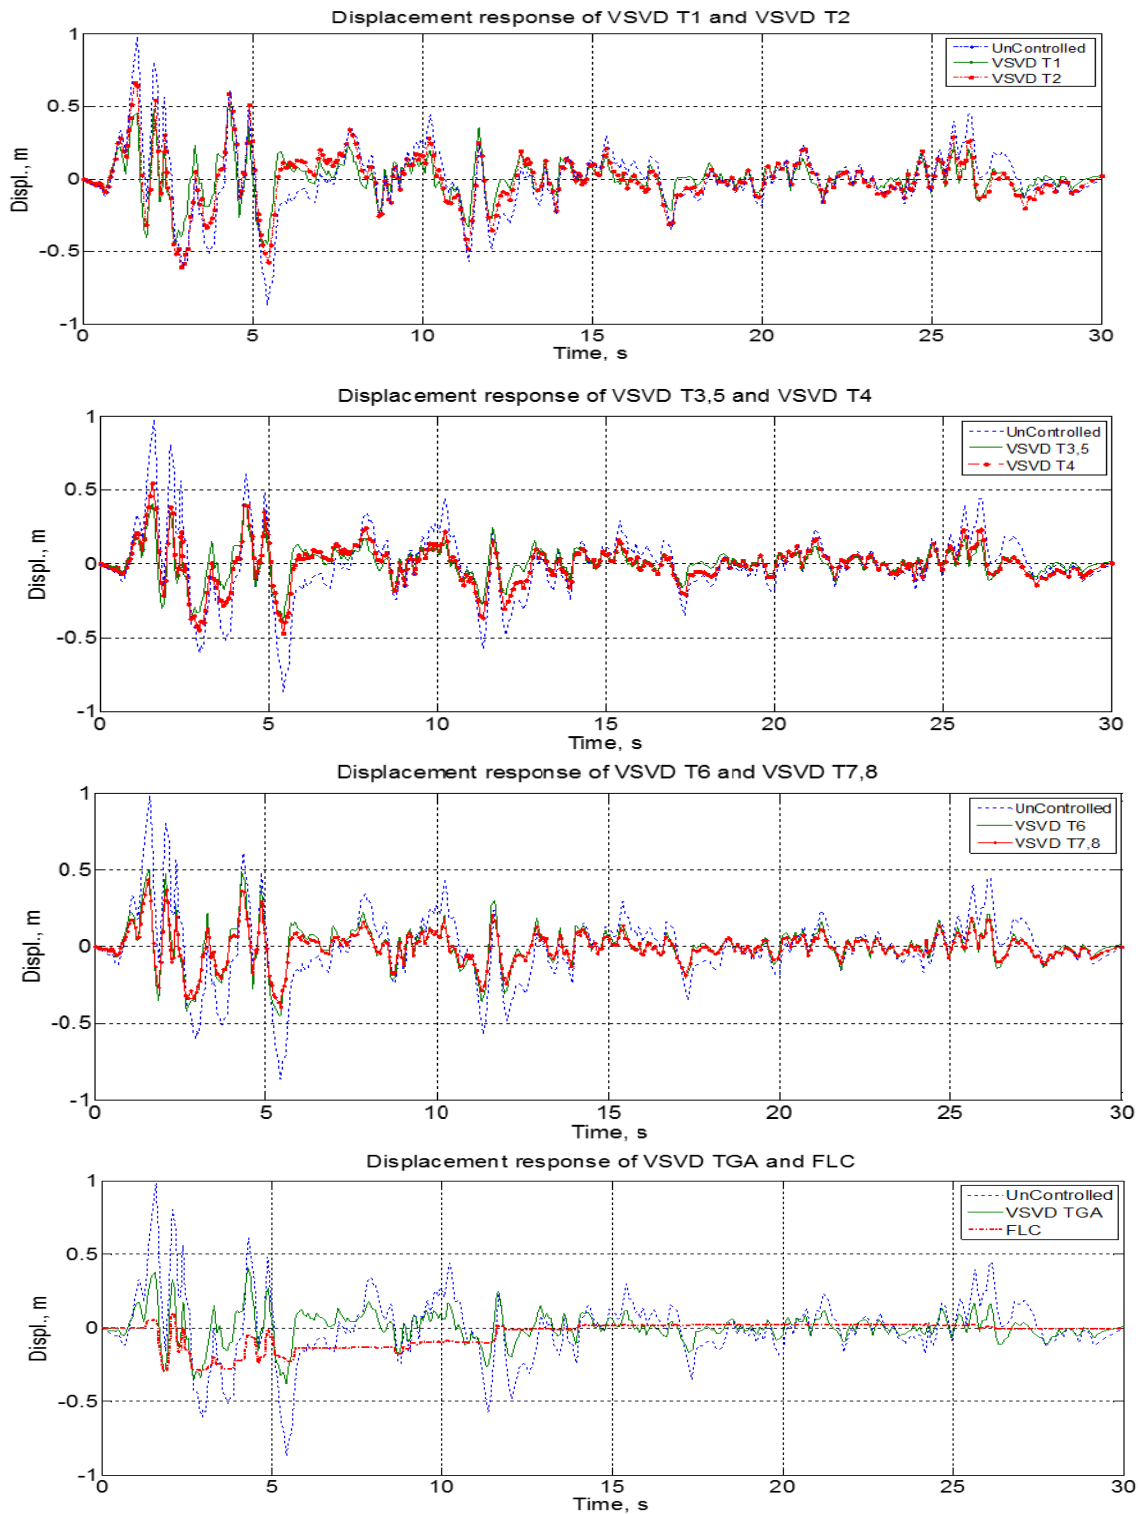 Displacement response of VSVD T1 and VSVD T2
1
0.5
0
-0.5
-1
Displ., m
UnControlled
VSVD T1
VSVD T2
0 5 10 15 20 25 30
Time, s
Displacement response of VSVD T3,5 and VSVD T4
1
0.5
0
-0.5
-1
Displ., m
UnControlled
VSVD T3,5
VSVD T4
0 5 10 15 20 25 30
Time, s
Displacement response of VSVD T6 and VSVD T7,8
1
0.5
0
-0.5
-1
Displ., m
UnControlled
VSVD T6
VSVD T7,8
0 5 10 15 20 25 30
Time, s
Displacement response of VSVD TGA and FLC
1
0.5
0
-0.5
-1
Displ., m
UnControlled
VSVD TGA
FLC
0 5 10 15 20 25 30
Time, s